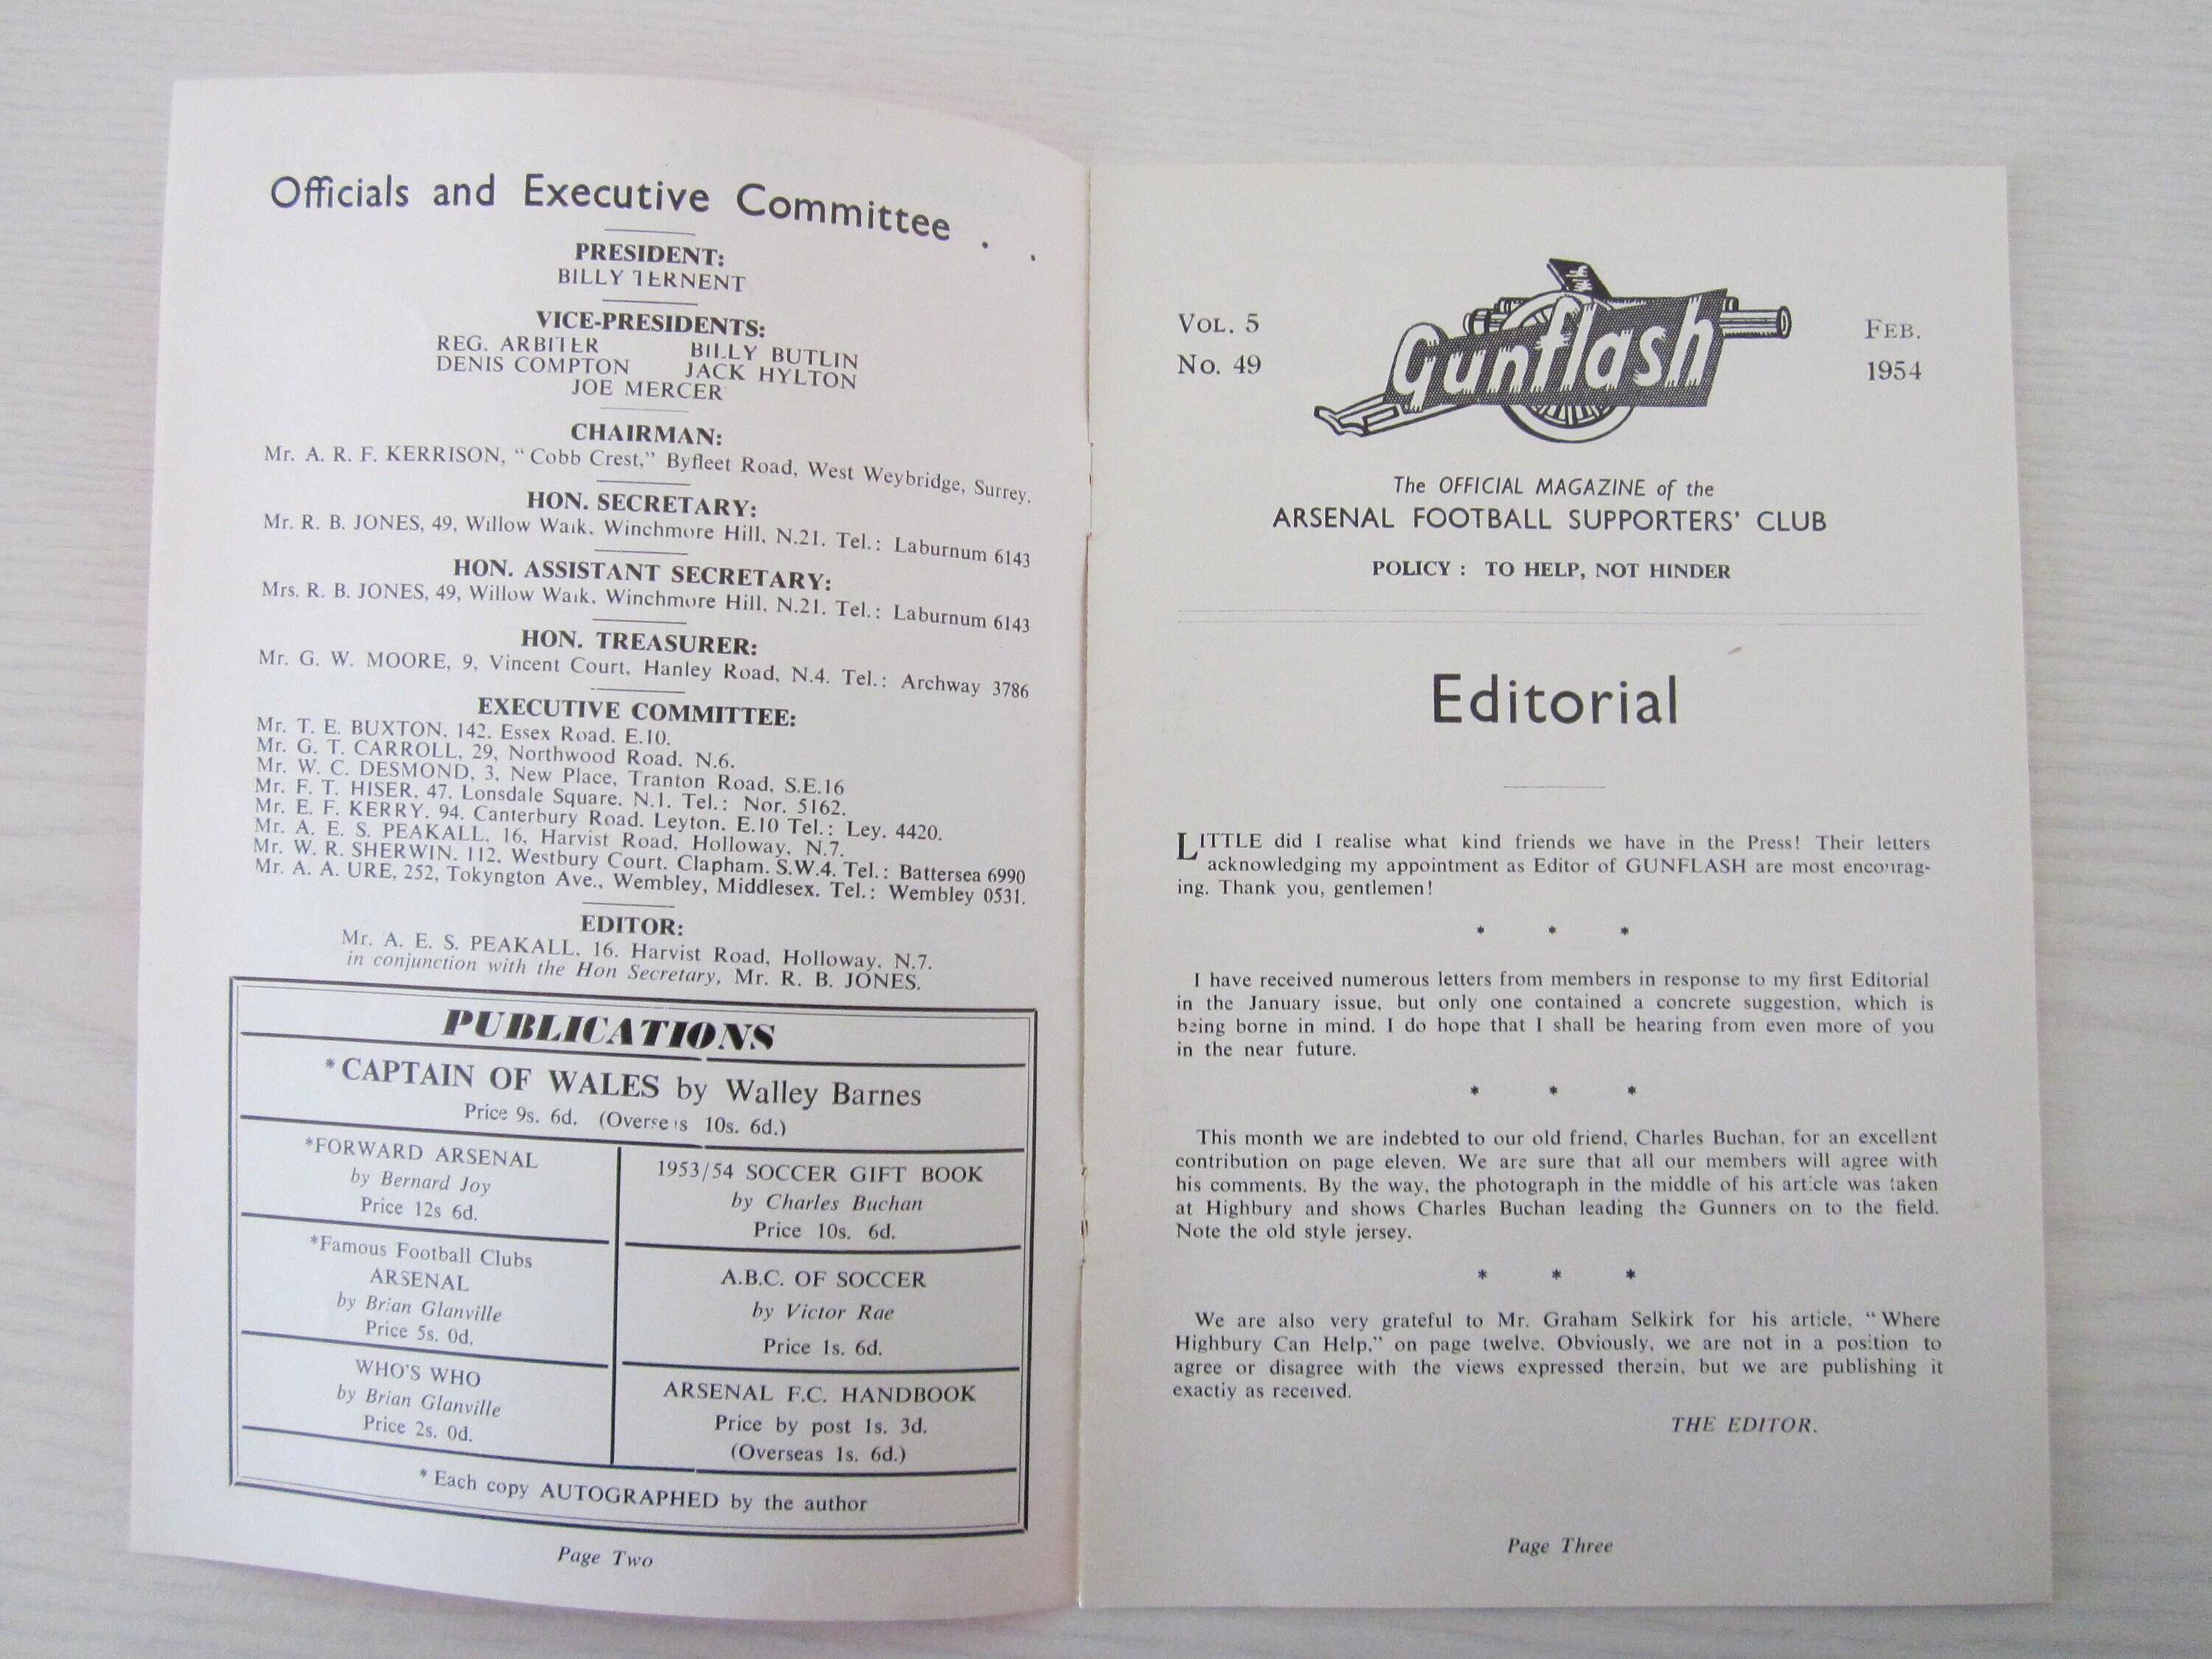 Officials and Executive Committee . .
PRESIDENT:
BILLY TERNENT
VICE-PRESIDENTS:
REG. ARBITER BILLY BUTLIN
DENIS COMPTON JACK HYLTON
JOE MERCER
CHAIRMAN:
Mr. A. R. F. KERRISON, "Cobb Crest," Byfleet Road, West Weybridge, Surrey.
HON. SECRETARY:
Mr. R. B. JONES, 49, Willow Walk, Winchmore Hill, N.21. Tel.: Laburnum 6143
HON. ASSISTANT SECRETARY:
Mrs. R. B. JONES, 49, Willow Walk, Winchmore Hill, N.21. Tel.: Laburnum 6143
HON. TREASURER:
Mr. G. W. MOORE, 9, Vincent Court, Hanley Road, N.4. Tel.: Archway 3786
EXECUTIVE COMMITTEE:
Mr. T. E. BUXTON, 142, Essex Road, E.10.
Mr. G. T. CARROLL, 29, Northwood Road, N.6.
Mr. W. C. DESMOND, 3, New Place, Tranton Road, S.E.16
Mr. F. T. HISER, 47, Lonsdale Square, N.1. Tel.: Nor. 5162.
Mr. E. F. KERRY, 94, Canterbury Road, Leyton, E.10 Tel.: Ley. 4420.
Mr. A. E. S. PEAKALL, 16, Harvist Road, Holloway, N.7.
Mr. W. R. SHERWIN, 112, Westbury Court, Clapham, S.W.4. Tel.: Battersea 6990
Mr. A. A. URE, 252, Tokyngton Ave., Wembley, Middlesex. Tel.: Wembley 0531.
EDITOR:
Mr. A. E. S. PEAKALL, 16, Harvist Road, Holloway, N.7.
in conjunction with the Hon Secretary, Mr. R. B. JONES.
PUBLICATIONS
*CAPTAIN OF WALES by Walley Barnes
Price 9s. 6d. (Overseas 10s. 6d.)
*FORWARD ARSENAL
by Bernard Joy
Price 12s 6d.
*Famous Football Clubs
ARSENAL
by Brian Glanville
Price 5s. 0d.
WHO'S WHO
by Brian Glanville
Price 2s. 0d.
1953/54 SOCCER GIFT BOOK
by Charles Buchan
Price 10s. 6d.
A.B.C. OF SOCCER
by Victor Rae
Price 1s. 6d.
ARSENAL F.C. HANDBOOK
Price by post 1s. 3d.
(Overseas 1s. 6d.)
* Each copy AUTOGRAPHED by the author
Page Two
VOL. 5
No. 49
Gunflash
FEB.
1954
The OFFICIAL MAGAZINE of the
ARSENAL FOOTBALL SUPPORTERS' CLUB
POLICY : TO HELP, NOT HINDER
Editorial
LITTLE did I realise what kind friends we have in the Press! Their letters
acknowledging my appointment as Editor of GUNFLASH are most encourag-
ing. Thank you, gentlemen!
* * *
I have received numerous letters from members in response to my first Editorial
in the January issue, but only one contained a concrete suggestion, which is
being borne in mind. I do hope that I shall be hearing from even more of you
in the near future.
* * *
This month we are indebted to our old friend, Charles Buchan, for an excellent
contribution on page eleven. We are sure that all our members will agree with
his comments. By the way, the photograph in the middle of his article was taken
at Highbury and shows Charles Buchan leading the Gunners on to the field.
Note the old style jersey.
* * *
We are also very grateful to Mr. Graham Selkirk for his article, "Where
Highbury Can Help," on page twelve. Obviously, we are not in a position to
agree or disagree with the views expressed therein, but we are publishing it
exactly as received.
THE EDITOR.
Page Three